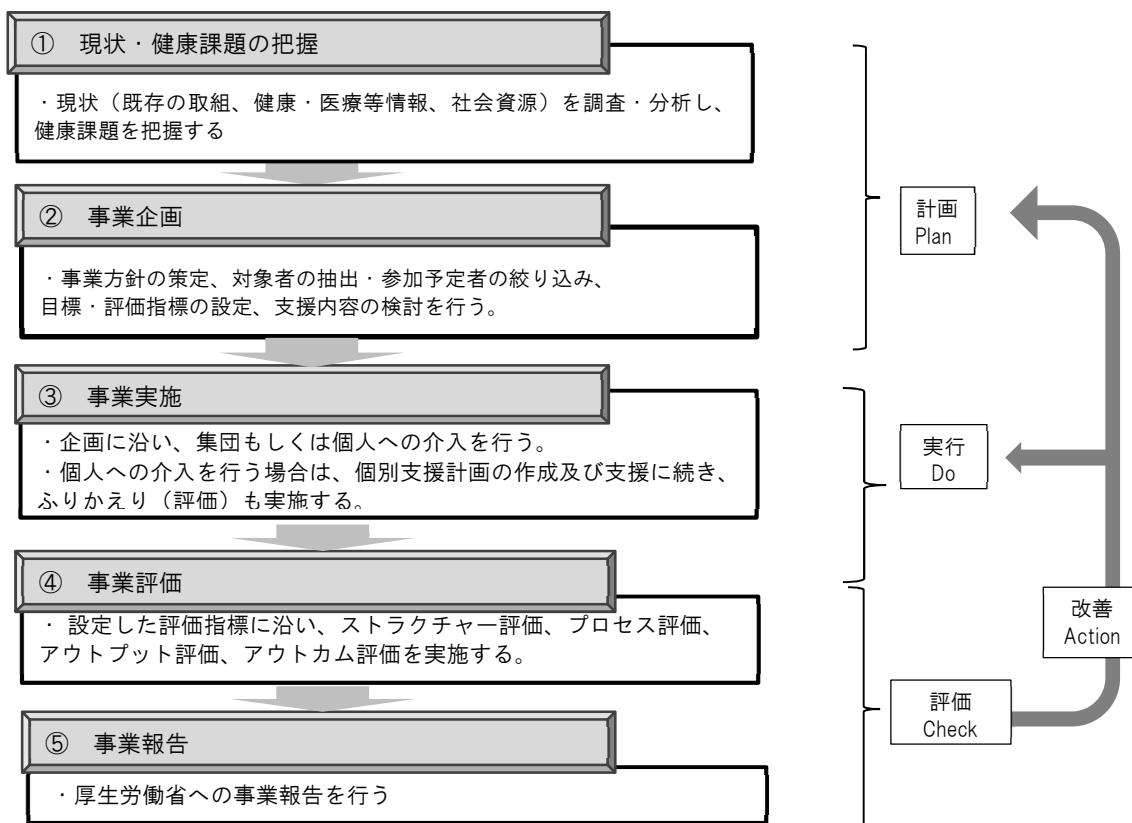 ① 現状・健康課題の把握
・現状（既存の取組、健康・医療等情報、社会資源）を調査・分析し、
健康課題を把握する
② 事業企画
・事業方針の策定、対象者の抽出・参加予定者の絞り込み、
目標・評価指標の設定、支援内容の検討を行う。
計画
Plan
③ 事業実施
・企画に沿い、集団もしくは個人への介入を行う。
・個人への介入を行う場合は、個別支援計画の作成及び支援に続き、
ふりかえり（評価）も実施する。
実行
Do
④ 事業評価
・ 設定した評価指標に沿い、ストラクチャー評価、プロセス評価、
アウトプット評価、アウトカム評価を実施する。
改善
Action
⑤ 事業報告
・厚生労働省への事業報告を行う
評価
Check